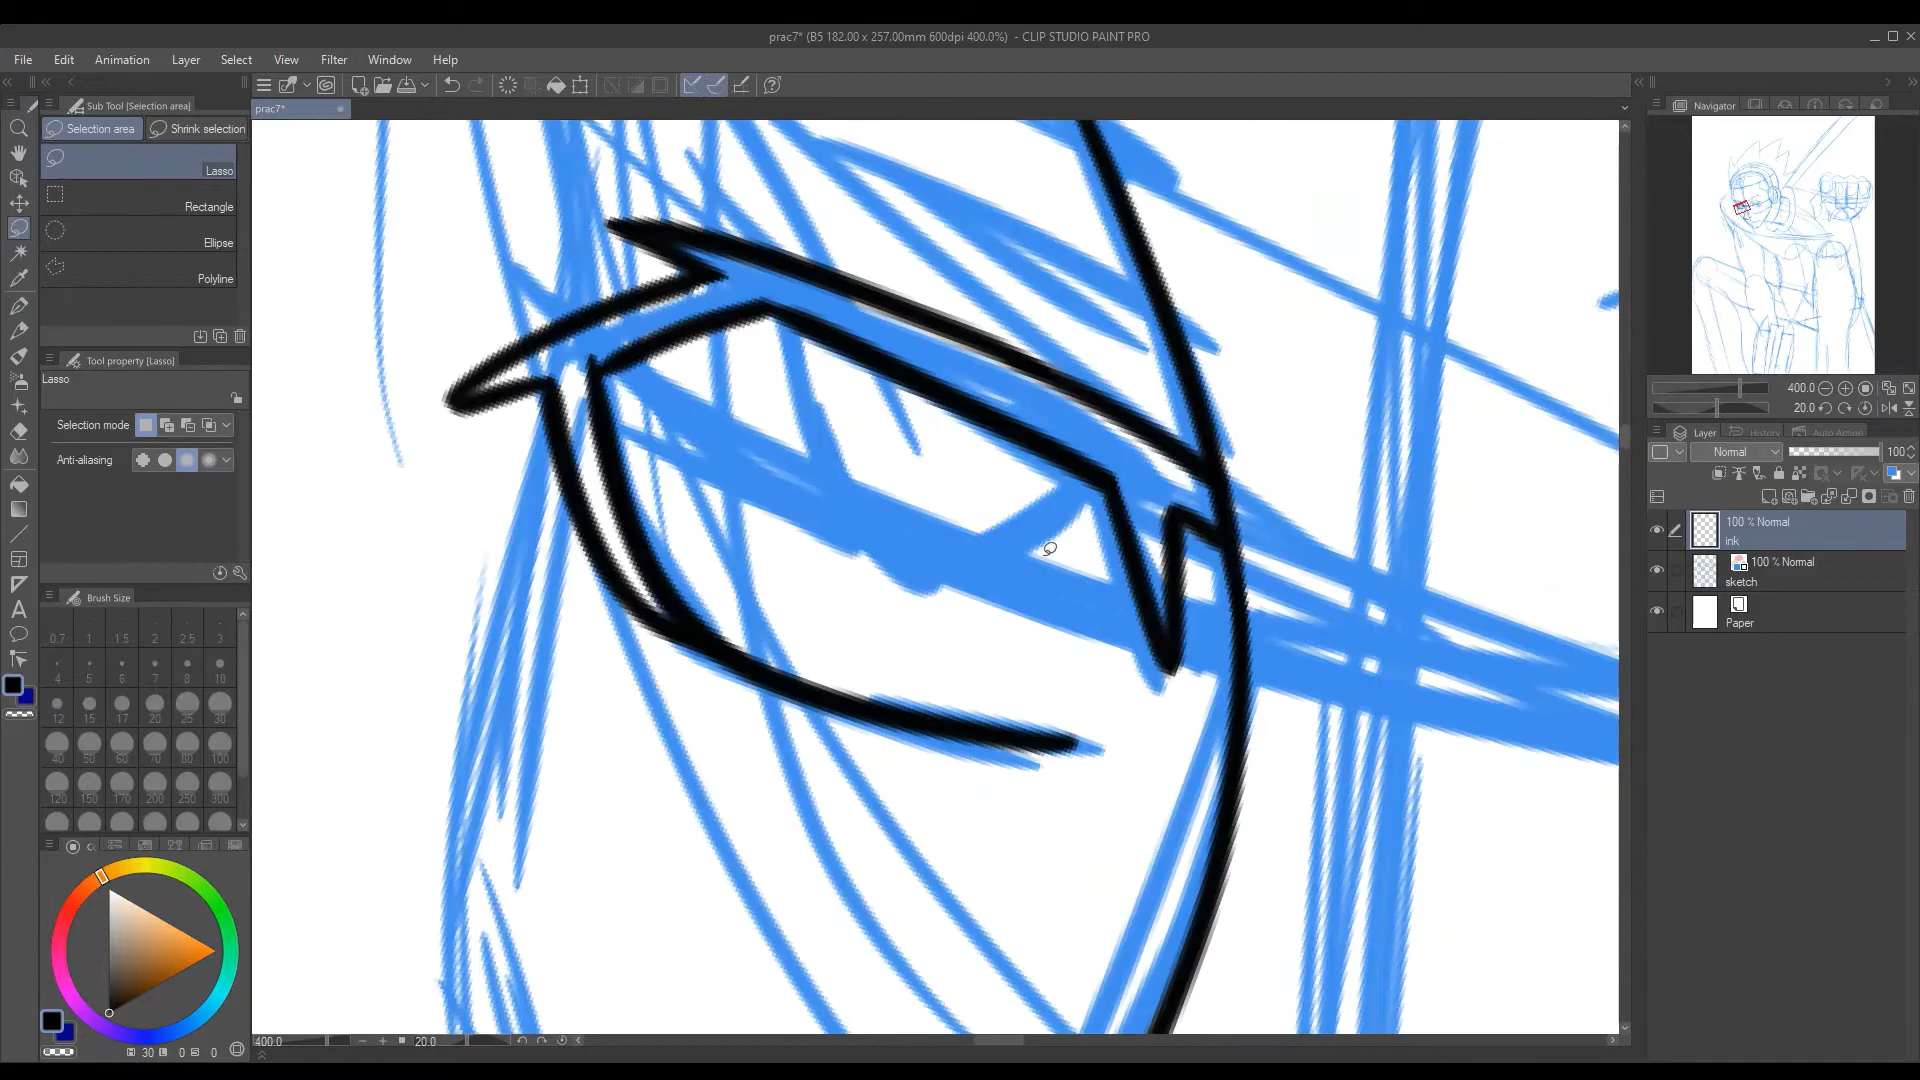 prac7* (B5 182.00 x 257.00mm 600dpi 400.0%) - CLIP STUDIO PAINT PRO
File Edit Animation Layer Select View Filter Window Help
Sub Tool [Selection area]
prac7*
Navigator
Selection area Shrink selection
Lasso
Rectangle
Ellipse
Polyline
Tool property [Lasso]
Lasso
Selection mode
Anti-aliasing
400.0
20.0
Layer History Auto Action
Normal 100
100 % Normal
ink
100 % Normal
sketch
Paper
Brush Size
0.7 1 1.5 2 2.5 3
4 5 6 7 8 10
12 15 17 20 25 30
40 50 60 70 80 100
120 150 170 200 250 300
400.0 20.0
H 30 L 0 S 0